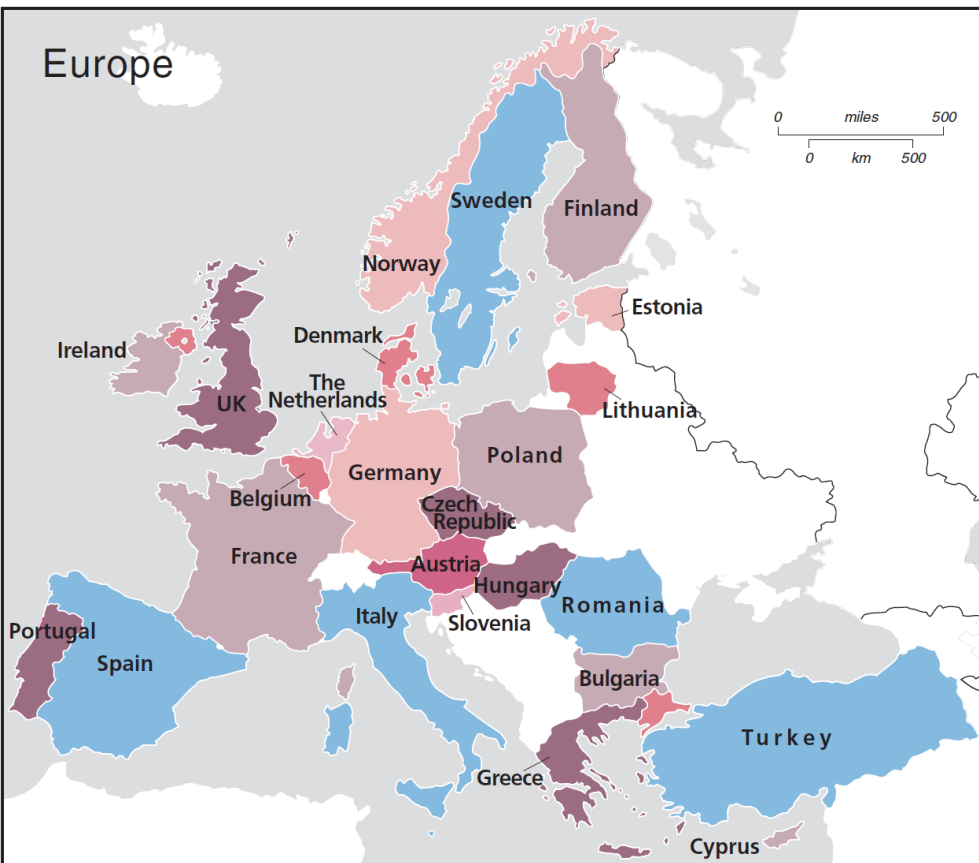 Europe
0 miles 500
0 km 500
Sweden
Finland
Norway
Estonia
Denmark
Ireland
The
Netherlands
UK
Lithuania
Poland
Germany
Belgium
Czech
Republic
France
Austria
Hungary
Romania
Italy
Slovenia
Portugal
Spain
Bulgaria
Turkey
Greece
Cyprus